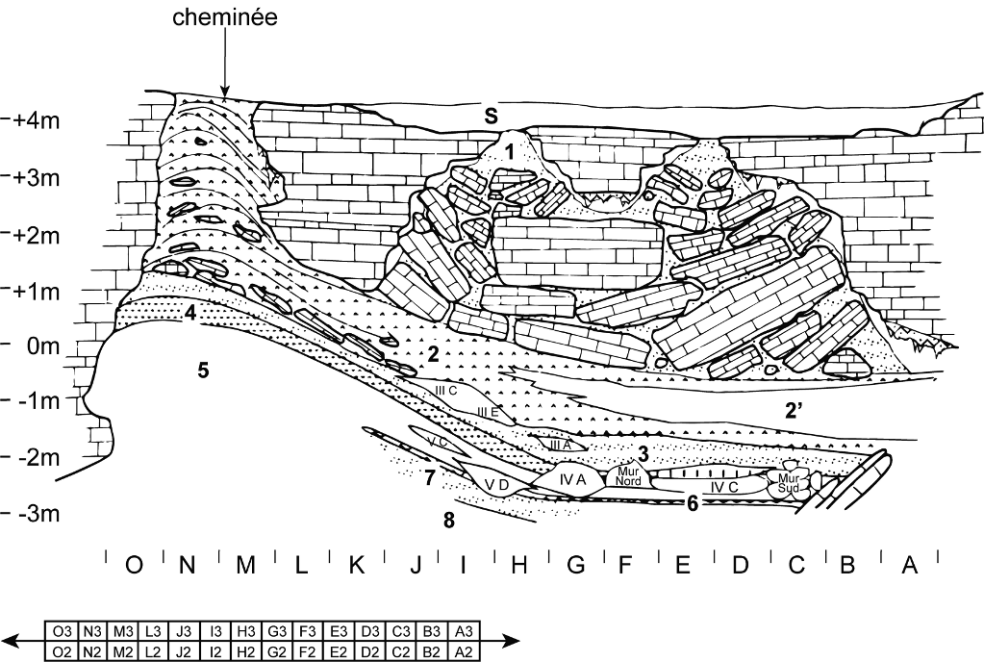 cheminée
+4m
S
1
+3m
+2m
+1m
4
0m
2
5
III C
-1m
III E
2'
V C
III A
3
-2m
7
V D
IV A
Mur
Nord
IV C
Mur
Sud
6
-3m
8
O N M L K J I H G F E D C B A
O3 N3 M3 L3 J3 I3 H3 G3 F3 E3 D3 C3 B3 A3
O2 N2 M2 L2 J2 I2 H2 G2 F2 E2 D2 C2 B2 A2